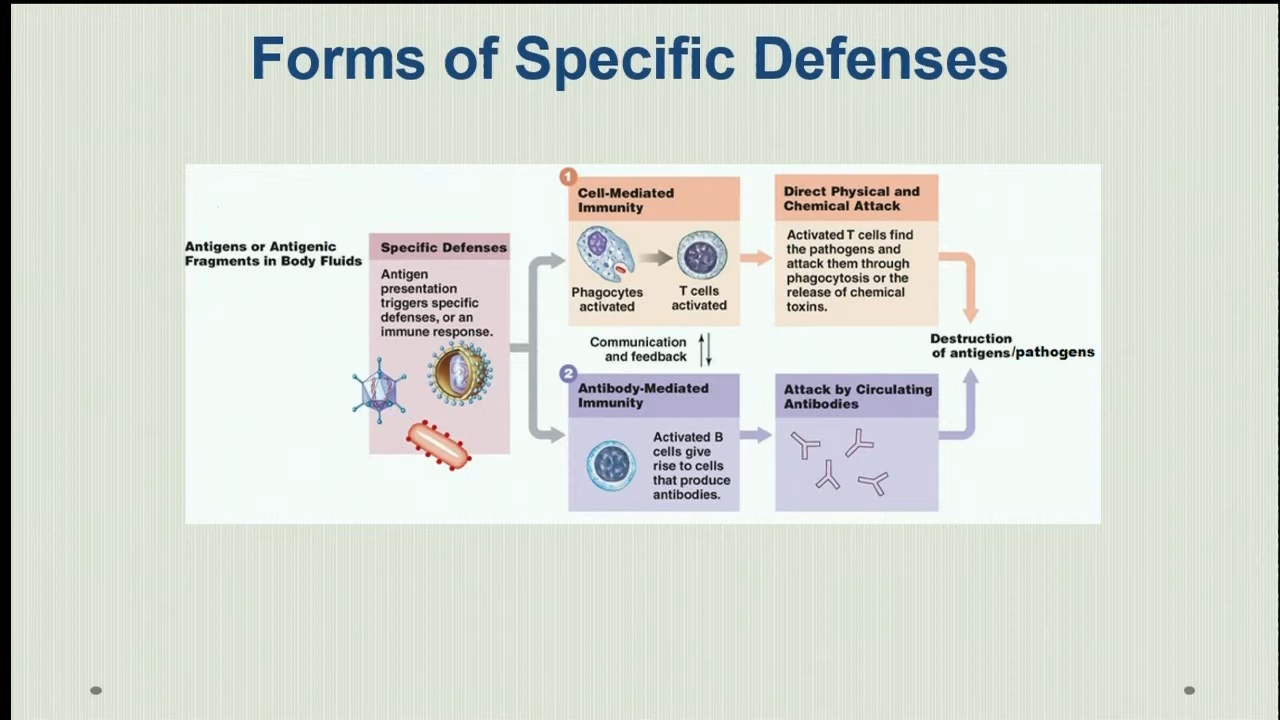 Forms of Specific Defenses
Antigens or Antigenic
Fragments in Body Fluids
Specific Defenses
Antigen
presentation
triggers specific
defenses, or an
immune response.
1
Cell-Mediated
Immunity
Phagocytes
activated
T cells
activated
Direct Physical and
Chemical Attack
Activated T cells find
the pathogens and
attack them through
phagocytosis or the
release of chemical
toxins.
Communication
and feedback
2
Antibody-Mediated
Immunity
Activated B
cells give
rise to cells
that produce
antibodies.
Attack by Circulating
Antibodies
Destruction
of antigens/pathogens